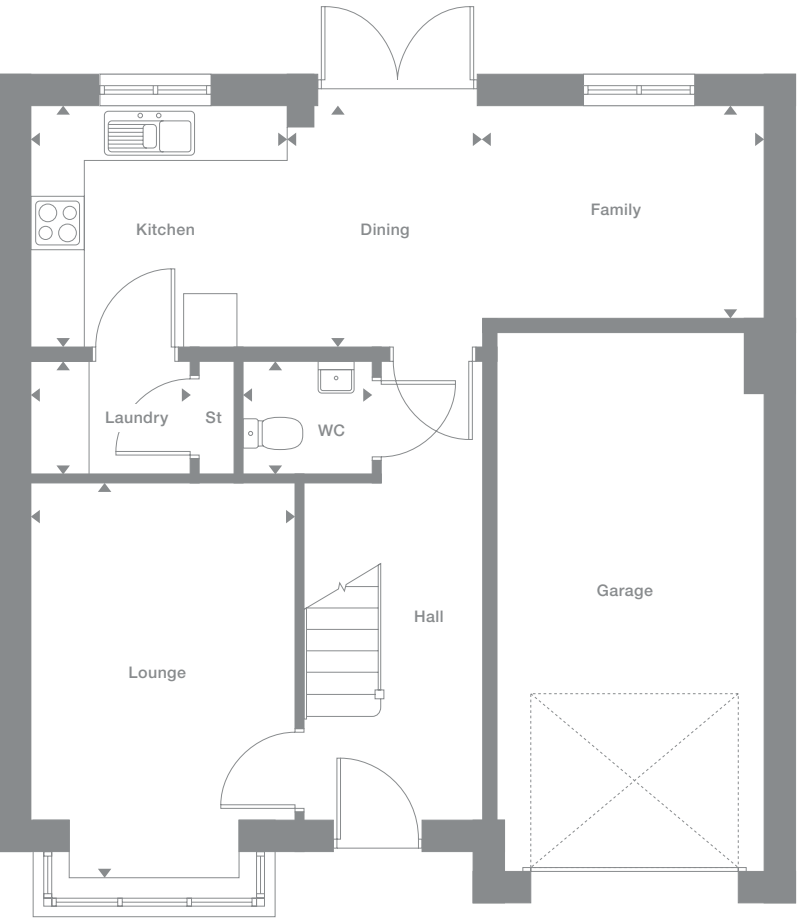 Family
Kitchen
Dining
Laundry
St
WC
Garage
Hall
Lounge